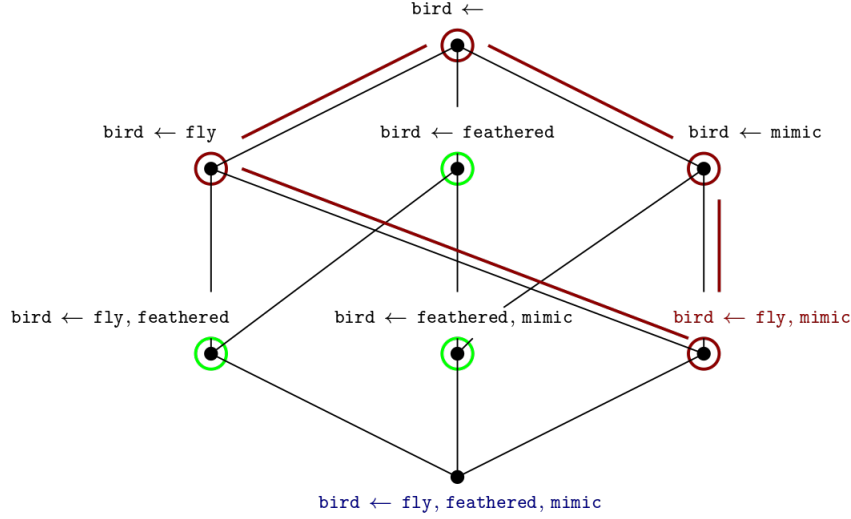 bird ←
bird ← fly
bird ← feathered
bird ← mimic
bird ← fly, feathered
bird ← feathered, mimic
bird ← fly, mimic
bird ← fly, feathered, mimic